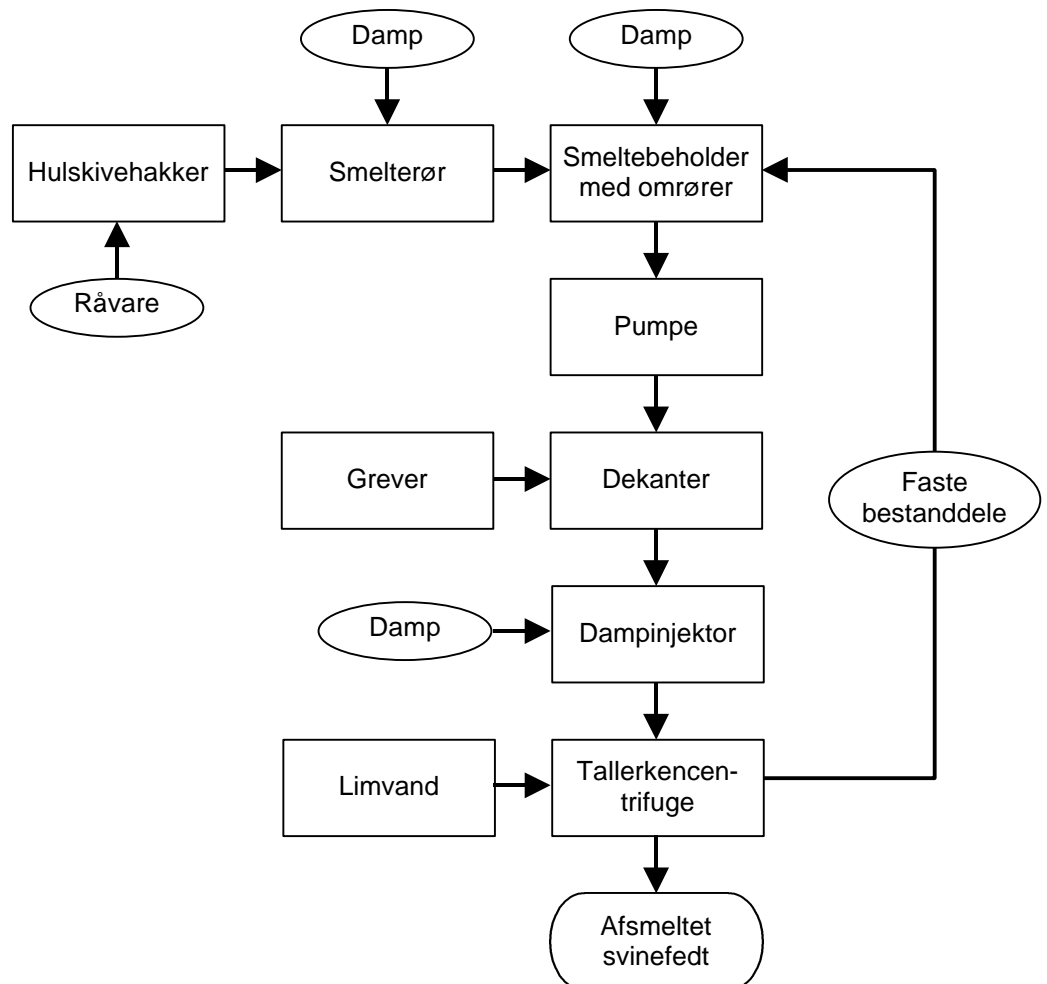 Damp
Damp
Hulskivehakker
Smelterør
Smeltebeholder
med omrører
Råvare
Pumpe
Grever
Dekanter
Faste
bestanddele
Damp
Dampinjektor
Limvand
Tallerkencen-
trifuge
Afsmeltet
svinefedt